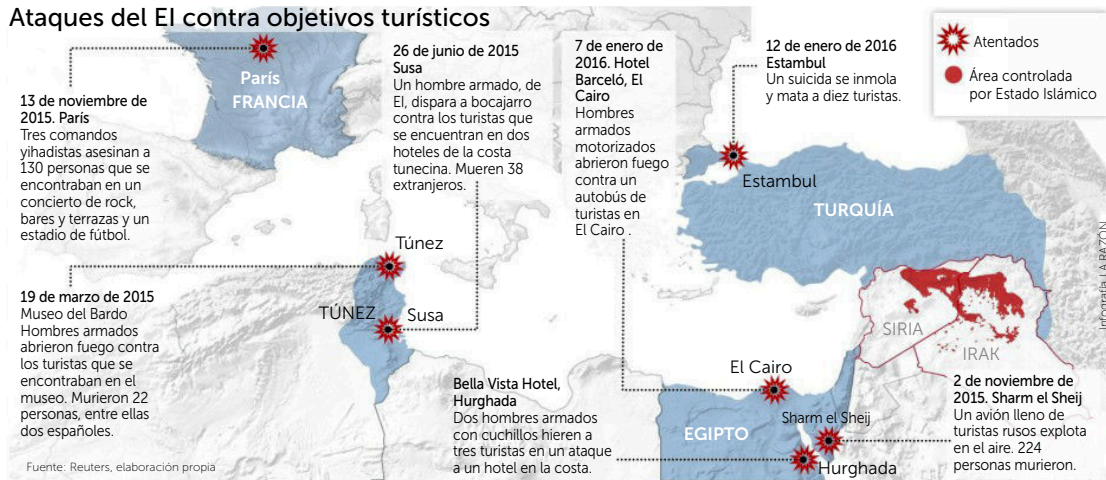 Ataques del EI contra objetivos turísticos
13 de noviembre de
2015. París
Tres comandos
yihadistas asesinan a
130 personas que se
encontraban en un
concierto de rock,
bares y terrazas y un
estadio de fútbol.
París
FRANCIA
26 de junio de 2015
Susa
Un hombre armado, de
EI, dispara a bocajarro
contra los turistas que
se encuentran en dos
hoteles de la costa
tunecina. Mueren 38
extranjeros.
7 de enero de
2016. Hotel
Barceló, El
Cairo
Hombres
armados
motorizados
abrieron fuego
contra un
autobús de
turistas en
El Cairo .
12 de enero de 2016
Estambul
Un suicida se inmola
y mata a diez turistas.
Atentados
Área controlada
por Estado Islámico
Estambul
TURQUÍA
Túnez
TÚNEZ
Susa
19 de marzo de 2015
Museo del Bardo
Hombres armados
abrieron fuego contra
los turistas que se
encontraban en el
museo. Murieron 22
personas, entre ellas
dos españoles.
SIRIA
IRAK
Bella Vista Hotel,
Hurghada
Dos hombres armados
con cuchillos hieren a
tres turistas en un ataque
a un hotel en la costa.
El Cairo
Sharm el Sheij
EGIPTO
Hurghada
2 de noviembre de
2015. Sharm el Sheij
Un avión lleno de
turistas rusos explota
en el aire. 224
personas murieron.
Fuente: Reuters, elaboración propia
Infografía LA RAZÓN